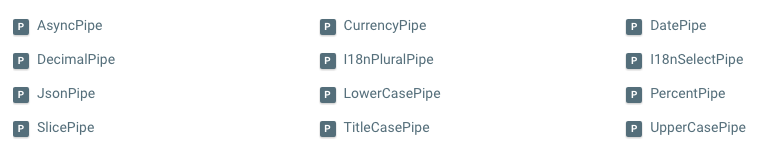 P AsyncPipe P CurrencyPipe P DatePipe
P DecimalPipe P I18nPluralPipe P I18nSelectPipe
P JsonPipe P LowerCasePipe P PercentPipe
P SlicePipe P TitleCasePipe P UpperCasePipe